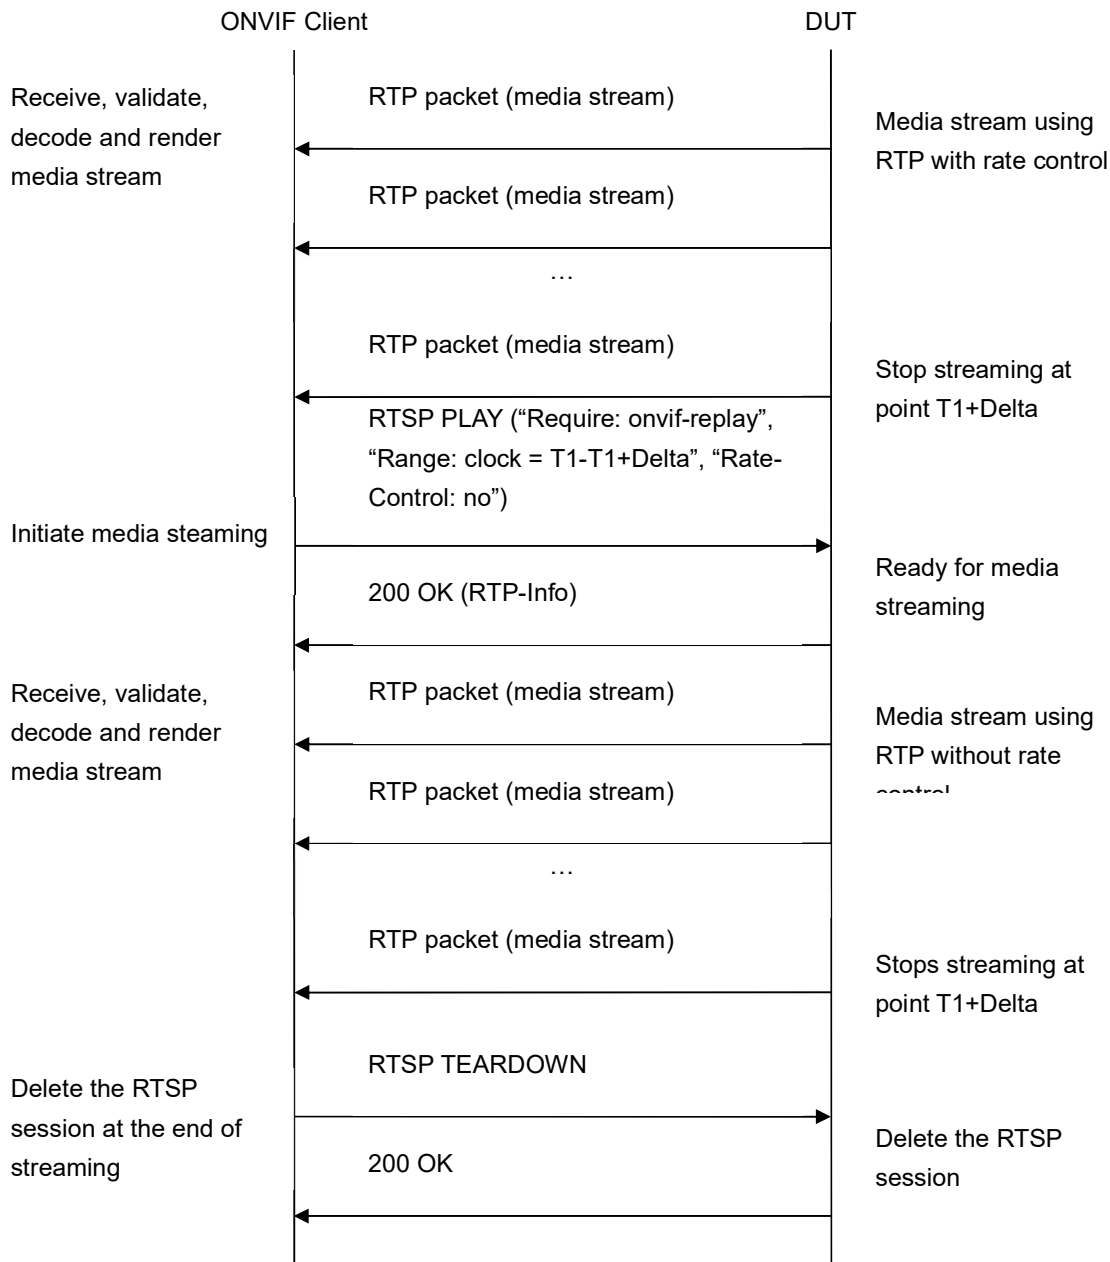 ONVIF Client
DUT
RTP packet (media stream)
Receive, validate,
decode and render
media stream
Media stream using
RTP with rate control
RTP packet (media stream)
…
RTP packet (media stream)
Stop streaming at
point T1+Delta
RTSP PLAY (“Require: onvif-replay”,
“Range: clock = T1-T1+Delta”, “Rate-
Control: no”)
Initiate media steaming
Ready for media
streaming
200 OK (RTP-Info)
Receive, validate,
decode and render
media stream
RTP packet (media stream)
Media stream using
RTP without rate
RTP packet (media stream)
…
RTP packet (media stream)
Stops streaming at
point T1+Delta
RTSP TEARDOWN
Delete the RTSP
session at the end of
streaming
Delete the RTSP
session
200 OK